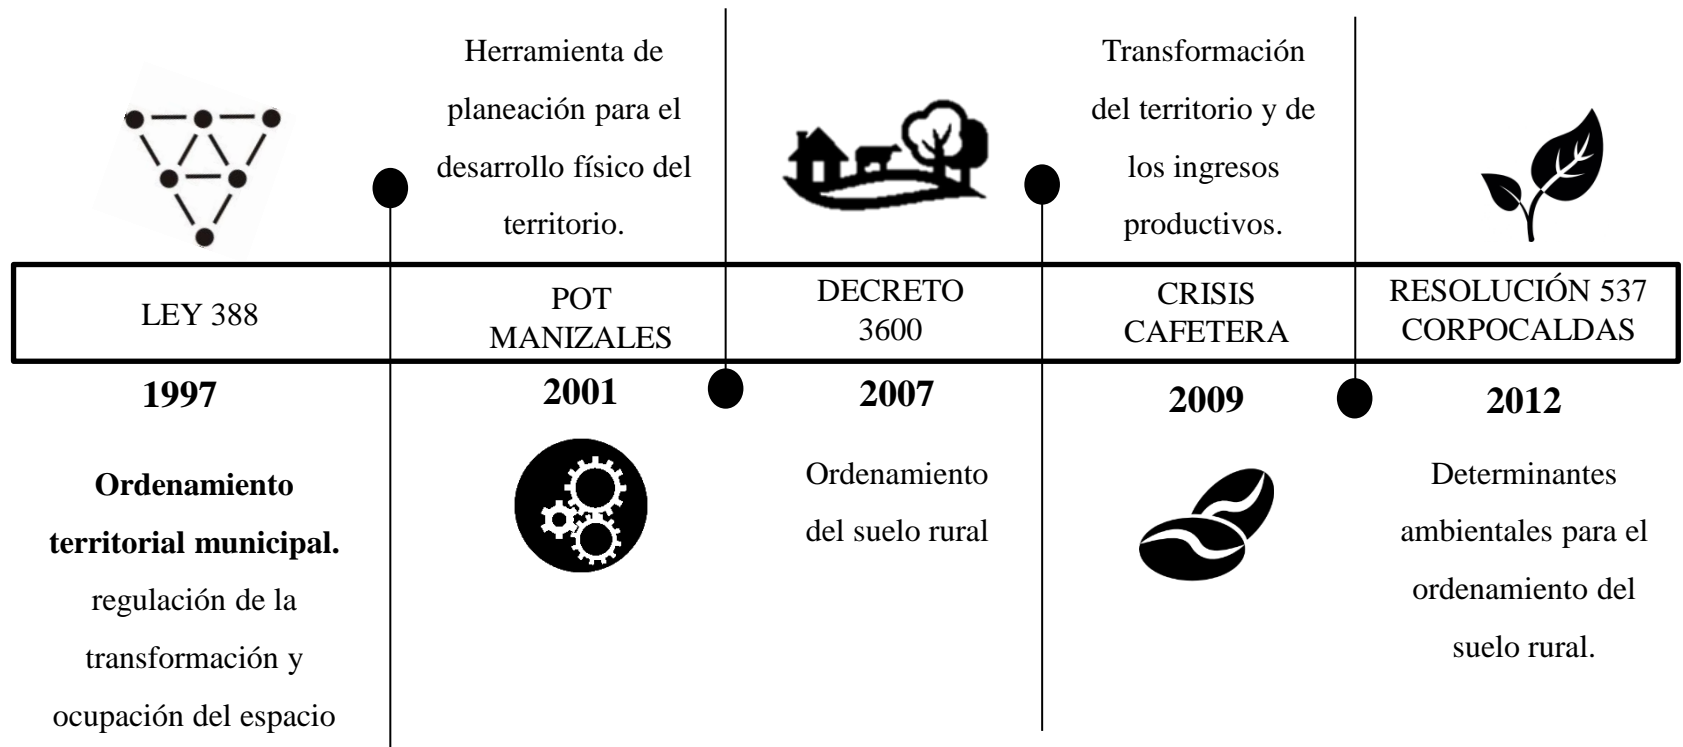 Herramienta de
planeación para el
desarrollo físico del
territorio.
Transformación
del territorio y de
los ingresos
productivos.
LEY 388
POT
MANIZALES
DECRETO
3600
CRISIS
CAFETERA
RESOLUCIÓN 537
CORPOCALDAS
1997
2001
2007
2009
2012
Ordenamiento
territorial municipal.
regulación de la
transformación y
ocupación del espacio
Ordenamiento
del suelo rural
Determinantes
ambientales para el
ordenamiento del
suelo rural.